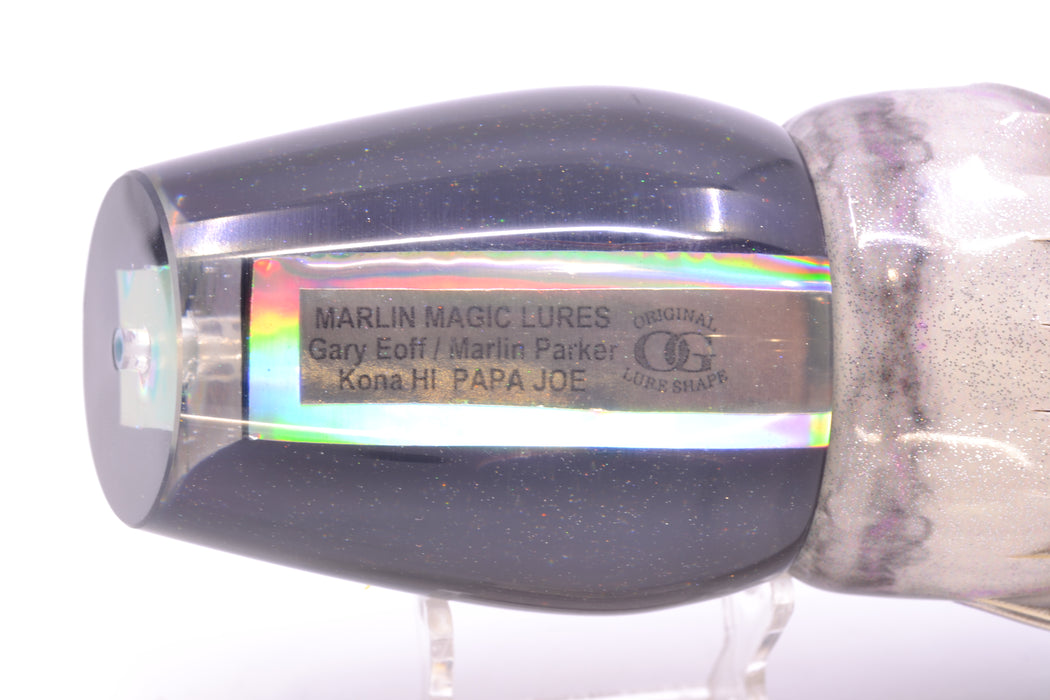 MARLIN MAGIC LURES
Gary Eoff / Marlin Parker
Kona HI PAPA JOE
ORIGINAL
OG
LURE SHAPE